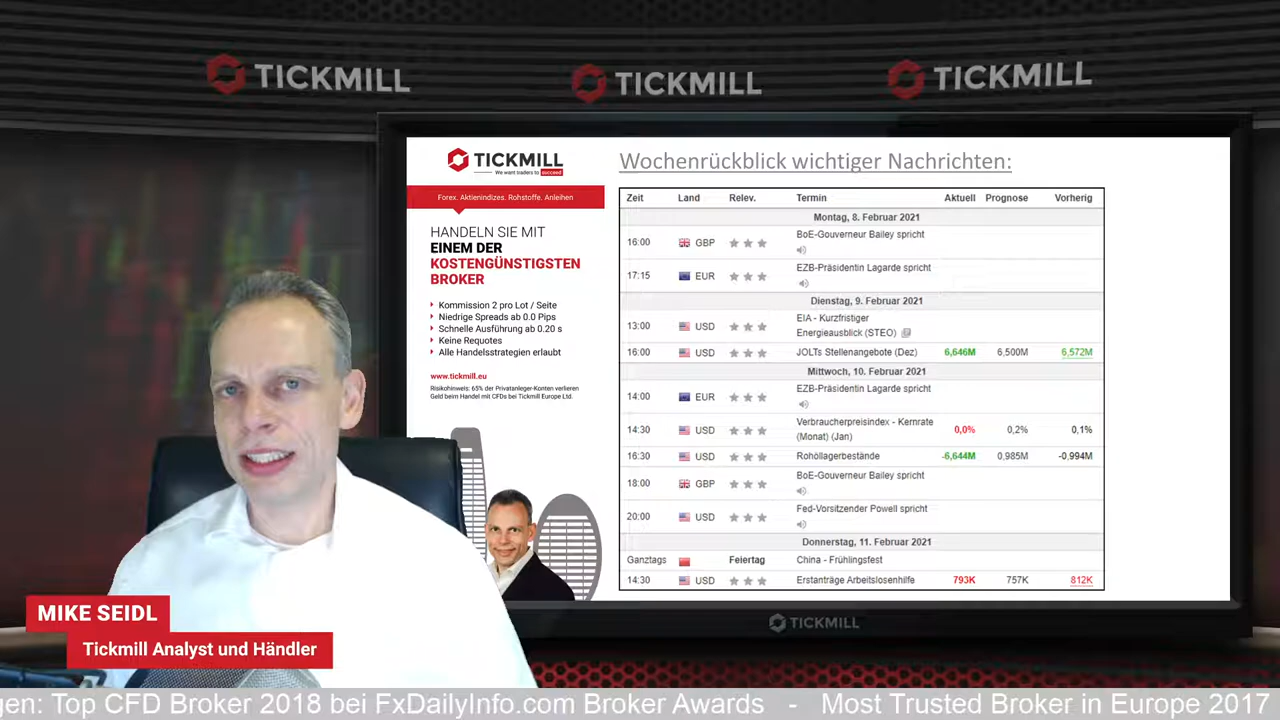 TICKMILL
TICKMILL
TICKMILL
TICKMILL
We want traders to succeed
Forex. Aktienindizes. Rohstoffe. Anleihen
HANDELN SIE MIT
EINEM DER
KOSTENGÜNSTIGSTEN
BROKER
Kommission 2 pro Lot / Seite
Niedrige Spreads ab 0.0 Pips
Schnelle Ausführung ab 0.20 s
Keine Requotes
Alle Handelsstrategien erlaubt
www.tickmill.eu
Risikohinweis: 65% der Privatanleger-Konten verlieren
Geld beim Handel mit CFDs bei Tickmill Europe Ltd.
Wochenrückblick wichtiger Nachrichten:
Zeit Land Relev. Termin Aktuell Prognose Vorherig
Montag, 8. Februar 2021
16:00 GBP BoE-Gouverneur Bailey spricht
17:15 EUR EZB-Präsidentin Lagarde spricht
Dienstag, 9. Februar 2021
13:00 USD EIA - Kurzfristiger
Energieausblick (STEO)
16:00 USD JOLTs Stellenangebote (Dez) 6,646M 6,500M 6,572M
Mittwoch, 10. Februar 2021
14:00 EUR EZB-Präsidentin Lagarde spricht
14:30 USD Verbraucherpreisindex - Kernrate
(Monat) (Jan) 0,0% 0,2% 0,1%
16:30 USD Rohöllagerbestände -6,644M 0,985M -0,994M
18:00 GBP BoE-Gouverneur Bailey spricht
20:00 USD Fed-Vorsitzender Powell spricht
Donnerstag, 11. Februar 2021
Ganztags Feiertag China - Frühlingsfest
14:30 USD Erstanträge Arbeitslosenhilfe 793K 757K 812K
TICKMILL
MIKE SEIDL
Tickmill Analyst und Händler
gen: Top CFD Broker 2018 bei FxDailyInfo.com Broker Awards - Most Trusted Broker in Europe 2017